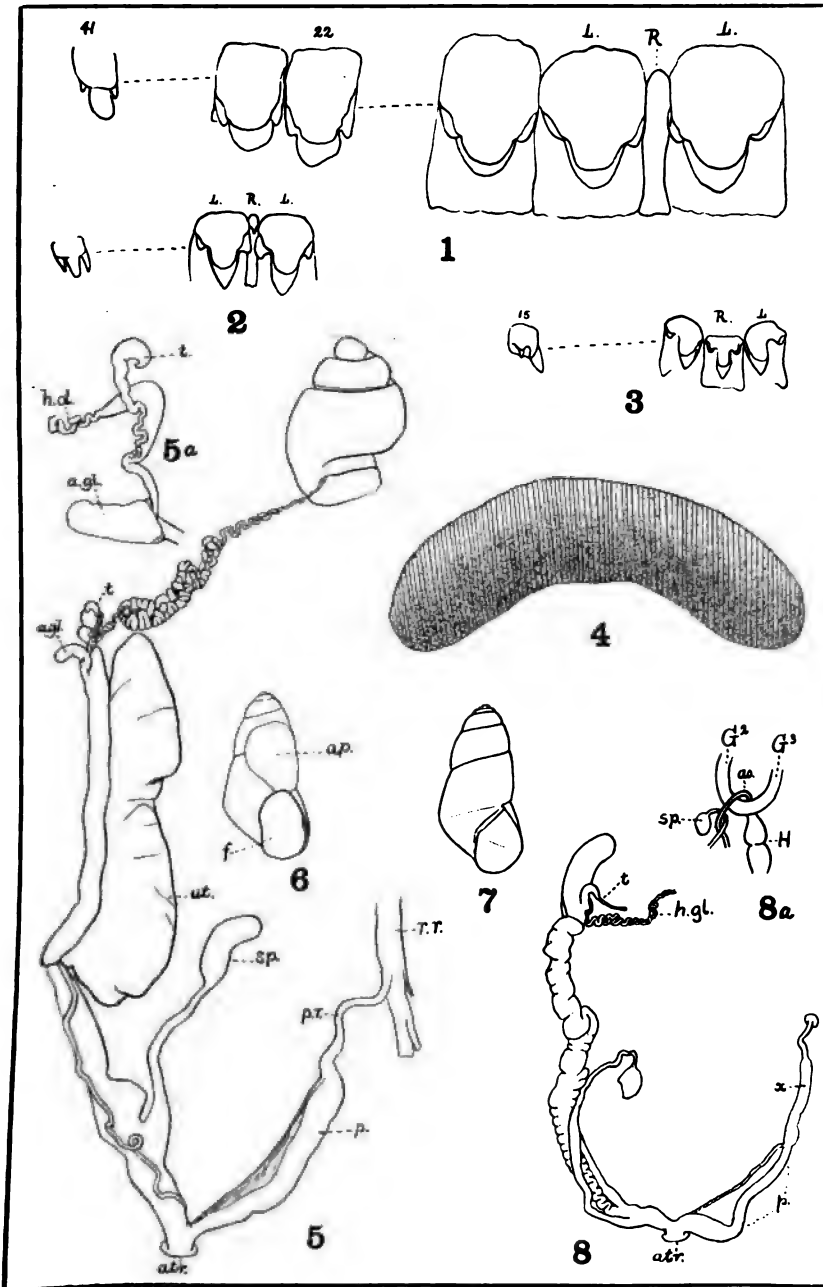 41
22
L.
R
L.
1
L.
R.
L.
2
15
R.
L
3
t.
h.d.
5a
a.gl.
4
t
a.gl.
ut.
a.p.
f
6
7
G2
G3
ao.
sp.
H
8a
t
h.gl.
r.r.
sp.
p.r.
x
p.
p.
5
atr.
8
atr.